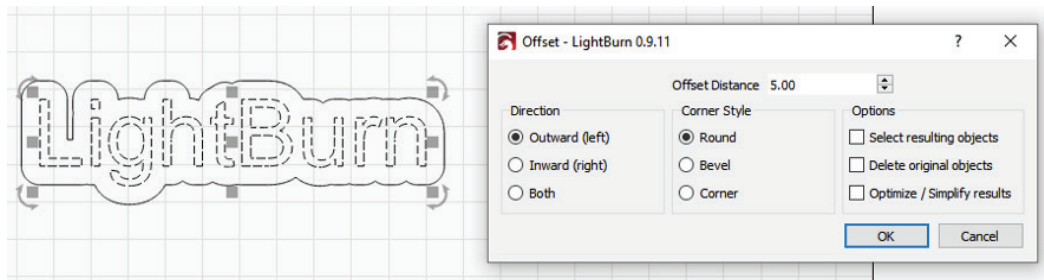 LightBurn
Offset - LightBurn 0.9.11
Offset Distance 5.00
Direction
Outward (left)
Inward (right)
Both
Corner Style
Round
Bevel
Corner
Options
Select resulting objects
Delete original objects
Optimize / Simplify results
OK Cancel